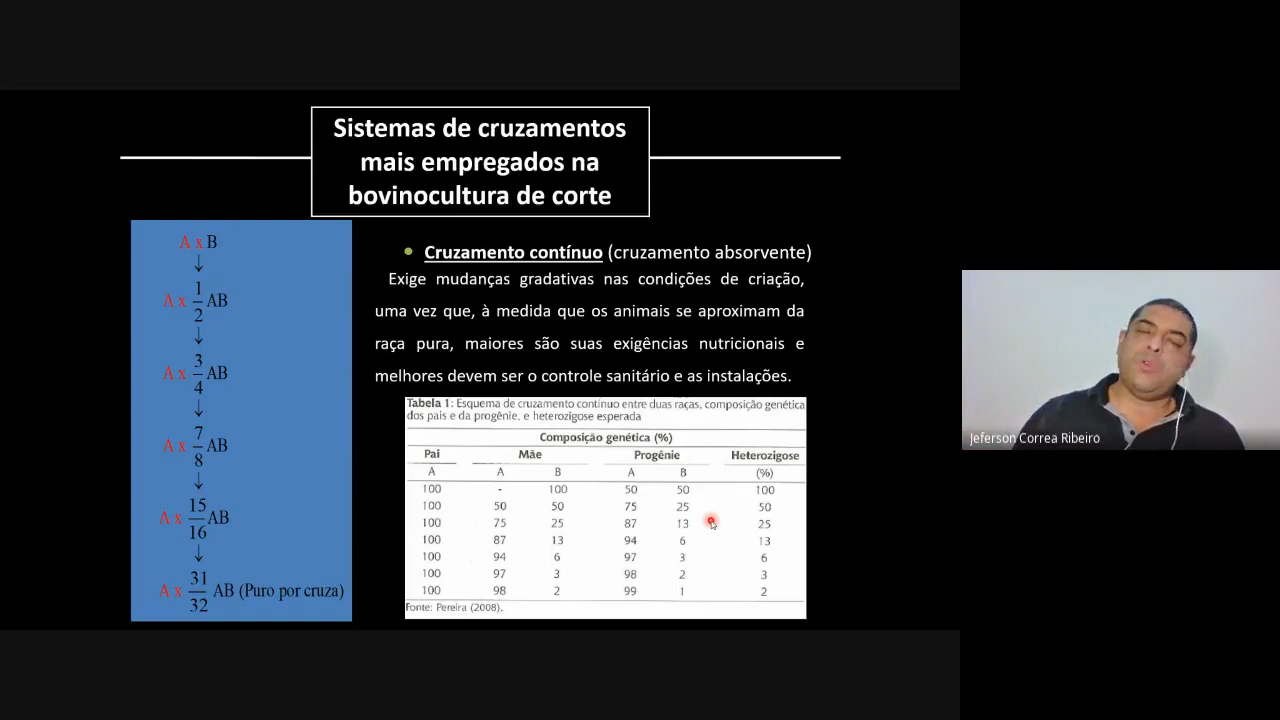 Sistemas de cruzamentos
mais empregados na
bovinocultura de corte
A x B
↓
A x 1/2 AB
↓
A x 3/4 AB
↓
A x 7/8 AB
↓
A x 15/16 AB
↓
A x 31/32 AB (Puro por cruza)
• Cruzamento contínuo (cruzamento absorvente)
Exige mudanças gradativas nas condições de criação,
uma vez que, à medida que os animais se aproximam da
raça pura, maiores são suas exigências nutricionais e
melhores devem ser o controle sanitário e as instalações.
Tabela 1: Esquema de cruzamento contínuo entre duas raças, composição genética
dos pais e da progênie, e heterozigose esperada
Composição genética (%)
Pai Mãe Progênie Heterozigose
A A B A B (%)
100 - 100 50 50 100
100 50 50 75 25 50
100 75 25 87 13 25
100 87 13 94 6 13
100 94 6 97 3 6
100 97 3 98 2 3
100 98 2 99 1 2
Fonte: Pereira (2008).
Jeferson Correa Ribeiro